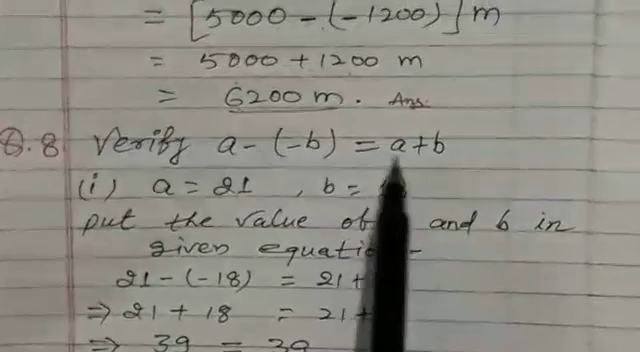 = [5000 - (-1200)] m
= 5000 + 1200 m
= 6200 m. Ans.
Q.8 Verify a - (-b) = a + b
(i) a = 21 , b =
put the value of and b in
given equati
21 - (-18) = 21 +
⇒ 21 + 18 = 21 +
⇒ 39 = 39